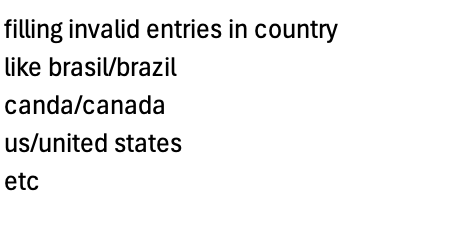 filling invalid entries in country
like brasil/brazil
canda/canada
us/united states
etc